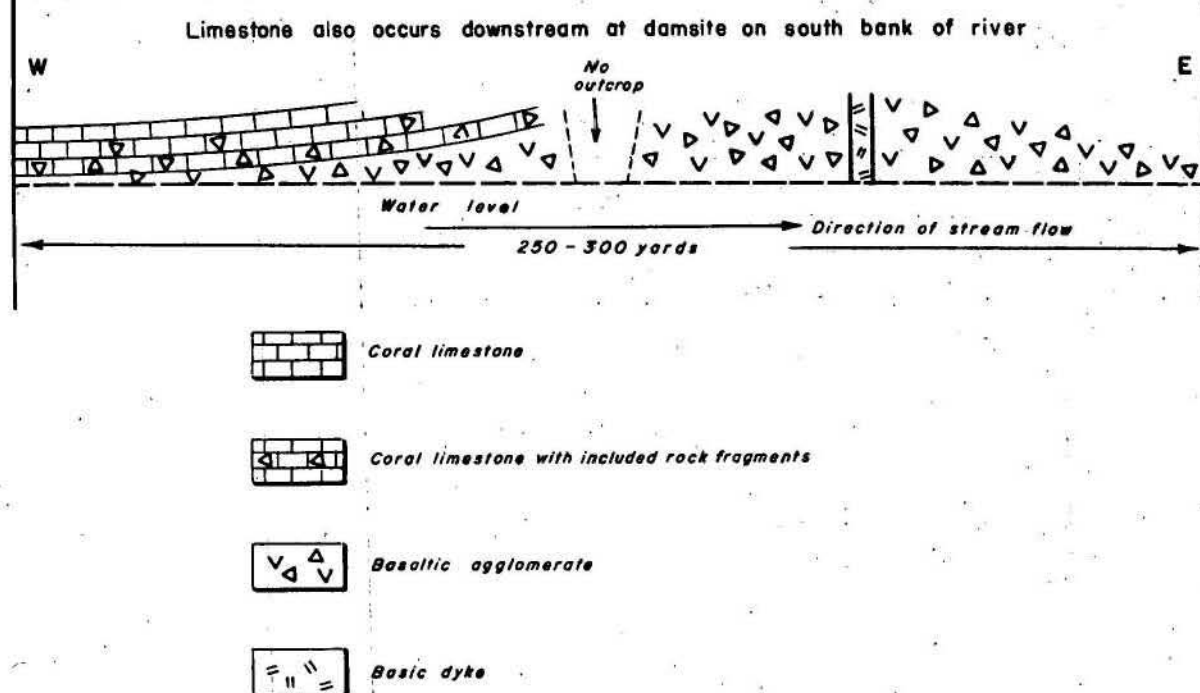 Limestone also occurs downstream at damsite on south bank of river
W
No
outcrop
E
Water level
Direction of stream flow
250 - 300 yards
Coral limestone
Coral limestone with included rock fragments
Basaltic agglomerate
Basic dyke